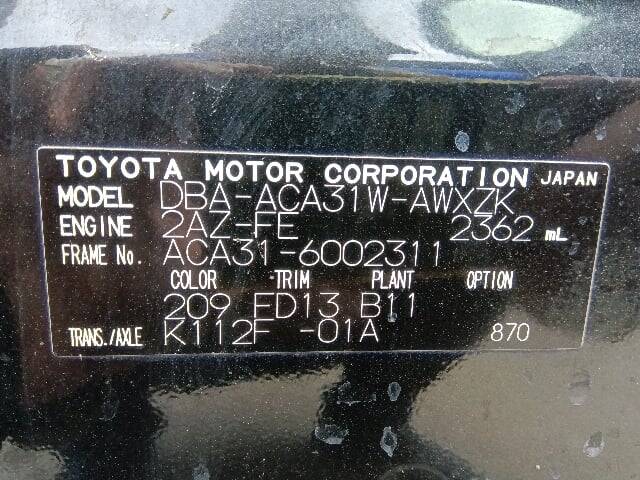 TOYOTA MOTOR CORPORATION JAPAN
MODEL DBA-ACA31W-AWXZK
ENGINE 2AZ-FE 2362 mL
FRAME No. ACA31-6002311
COLOR TRIM PLANT OPTION
209 FD13 B11
TRANS./AXLE K112F -01A 870